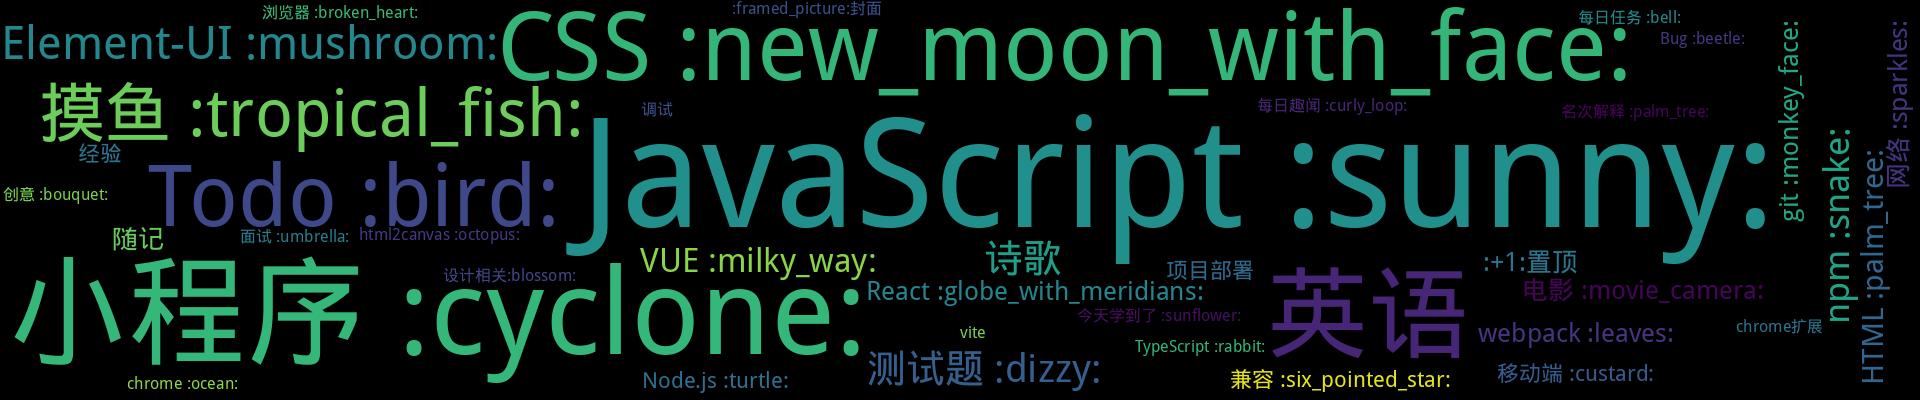 浏览器 :broken_heart:
:framed_picture:封面
每日任务 :bell:
Element-UI :mushroom:
CSS :new_moon_with_face:
Bug :beetle:
git :monkey_face:
网络 :sparkles:
摸鱼 :tropical_fish:
调试
每日趣闻 :curly_loop:
名次解释 :palm_tree:
经验
JavaScript :sunny:
npm :snake:
HTML :palm_tree:
创意 :bouquet:
Todo :bird:
随记
面试 :umbrella:
html2canvas :octopus:
VUE :milky_way:
诗歌
:+1:置顶
小程序 :cyclone:
设计相关:blossom:
项目部署
React :globe_with_meridians:
英语
电影 :movie_camera:
今天学到了 :sunflower:
vite
webpack :leaves:
chrome扩展
TypeScript :rabbit:
测试题 :dizzy:
chrome :ocean:
Node.js :turtle:
兼容 :six_pointed_star:
移动端 :custard: